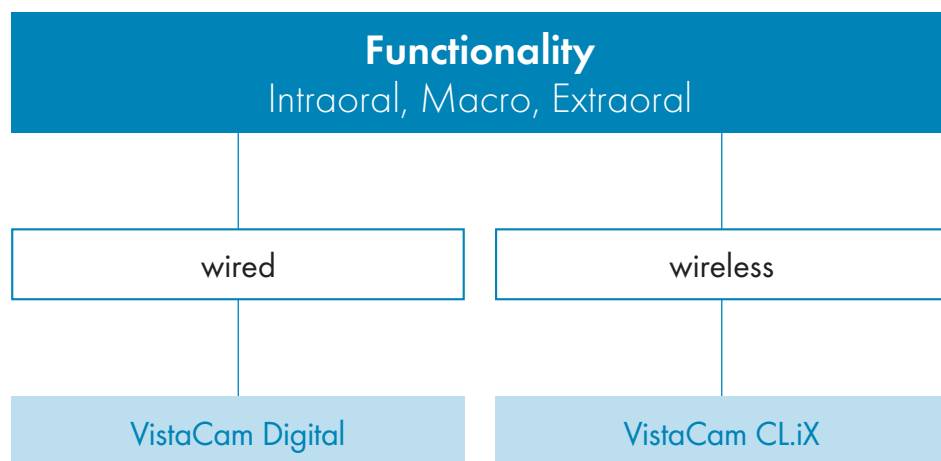 Functionality
Intraoral, Macro, Extraoral
wired
wireless
VistaCam Digital
VistaCam CL.iX